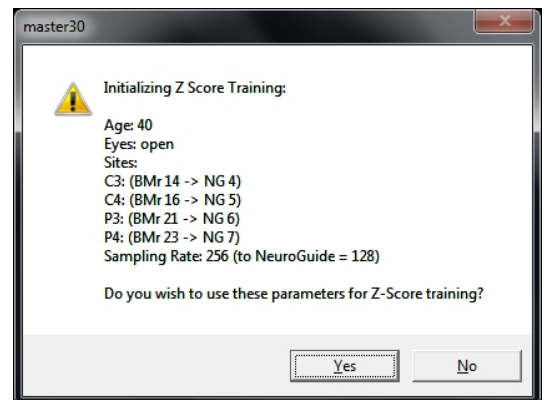 master30
Initializing Z Score Training:
Age: 40
Eyes: open
Sites:
C3: (BMr 14 -> NG 4)
C4: (BMr 16 -> NG 5)
P3: (BMr 21 -> NG 6)
P4: (BMr 23 -> NG 7)
Sampling Rate: 256 (to NeuroGuide = 128)
Do you wish to use these parameters for Z-Score training?
Yes
No